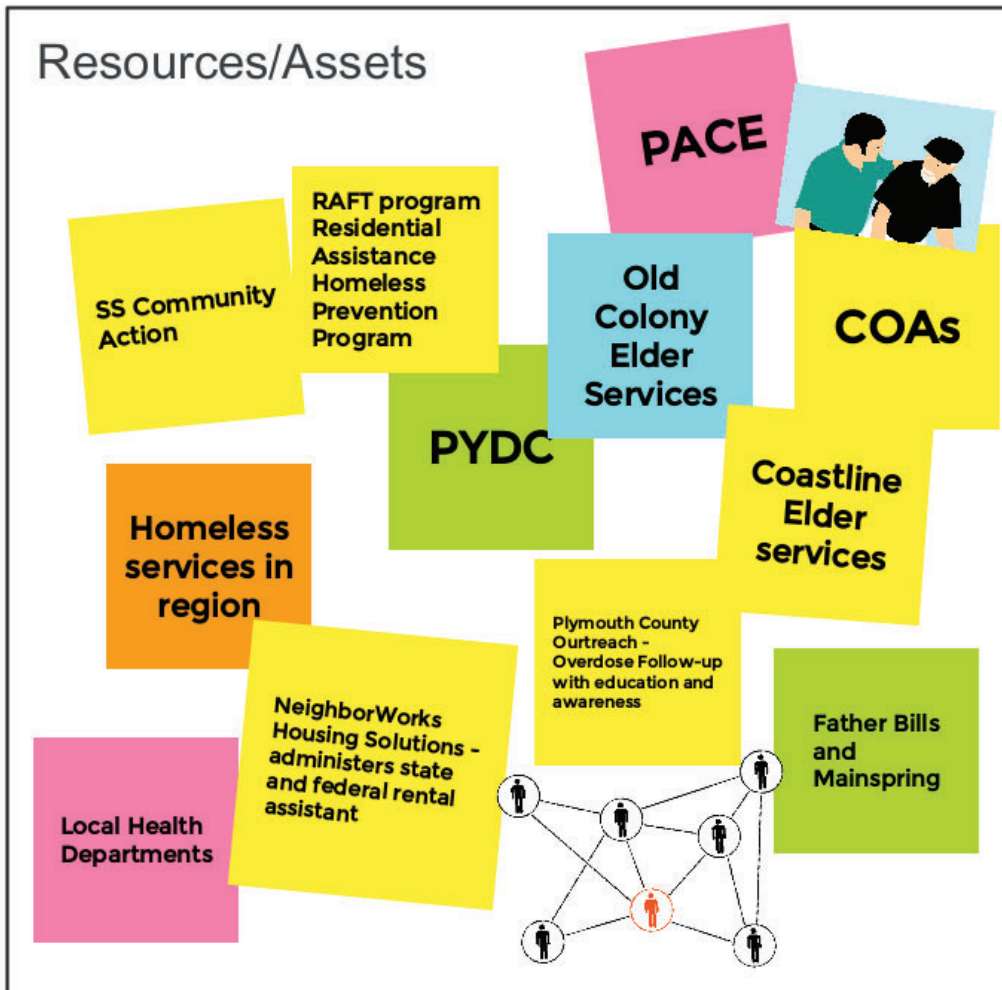 Resources/Assets
PACE
RAFT program
Residential
Assistance
Homeless
Prevention
Program
SS Community
Action
Old
Colony
Elder
Services
COAs
PYDC
Coastline
Elder
services
Homeless
services in
region
Plymouth County
Ourtreach -
Overdose Follow-up
with education and
awareness
NeighborWorks
Housing Solutions -
administers state
and federal rental
assistant
Father Bills
and
Mainspring
Local Health
Departments